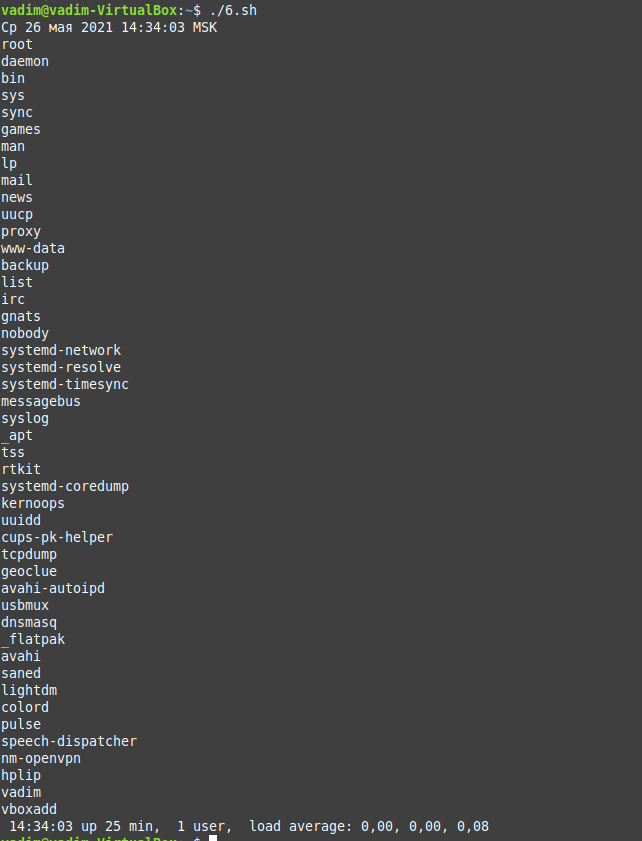 vadim@vadim-VirtualBox:~$ ./6.sh
Ср 26 мая 2021 14:34:03 MSK
root
daemon
bin
sys
sync
games
man
lp
mail
news
uucp
proxy
www-data
backup
list
irc
gnats
nobody
systemd-network
systemd-resolve
systemd-timesync
messagebus
syslog
_apt
tss
rtkit
systemd-coredump
kernoops
uuidd
cups-pk-helper
tcpdump
geoclue
avahi-autoipd
usbmux
dnsmasq
_flatpak
avahi
saned
lightdm
colord
pulse
speech-dispatcher
nm-openvpn
hplip
vadim
vboxadd
14:34:03 up 25 min,  1 user,  load average: 0,00, 0,00, 0,08
vadim@vadim-VirtualBox:~$